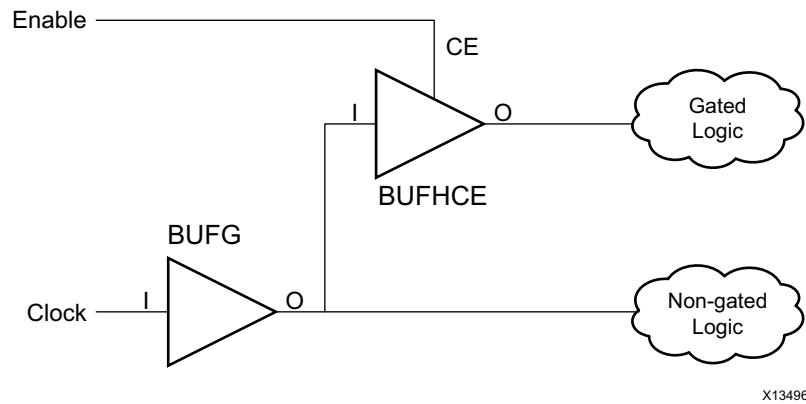 Enable
CE
I
O
Gated
Logic
BUFHCE
BUFG
I
O
Clock
Non-gated
Logic
X13496